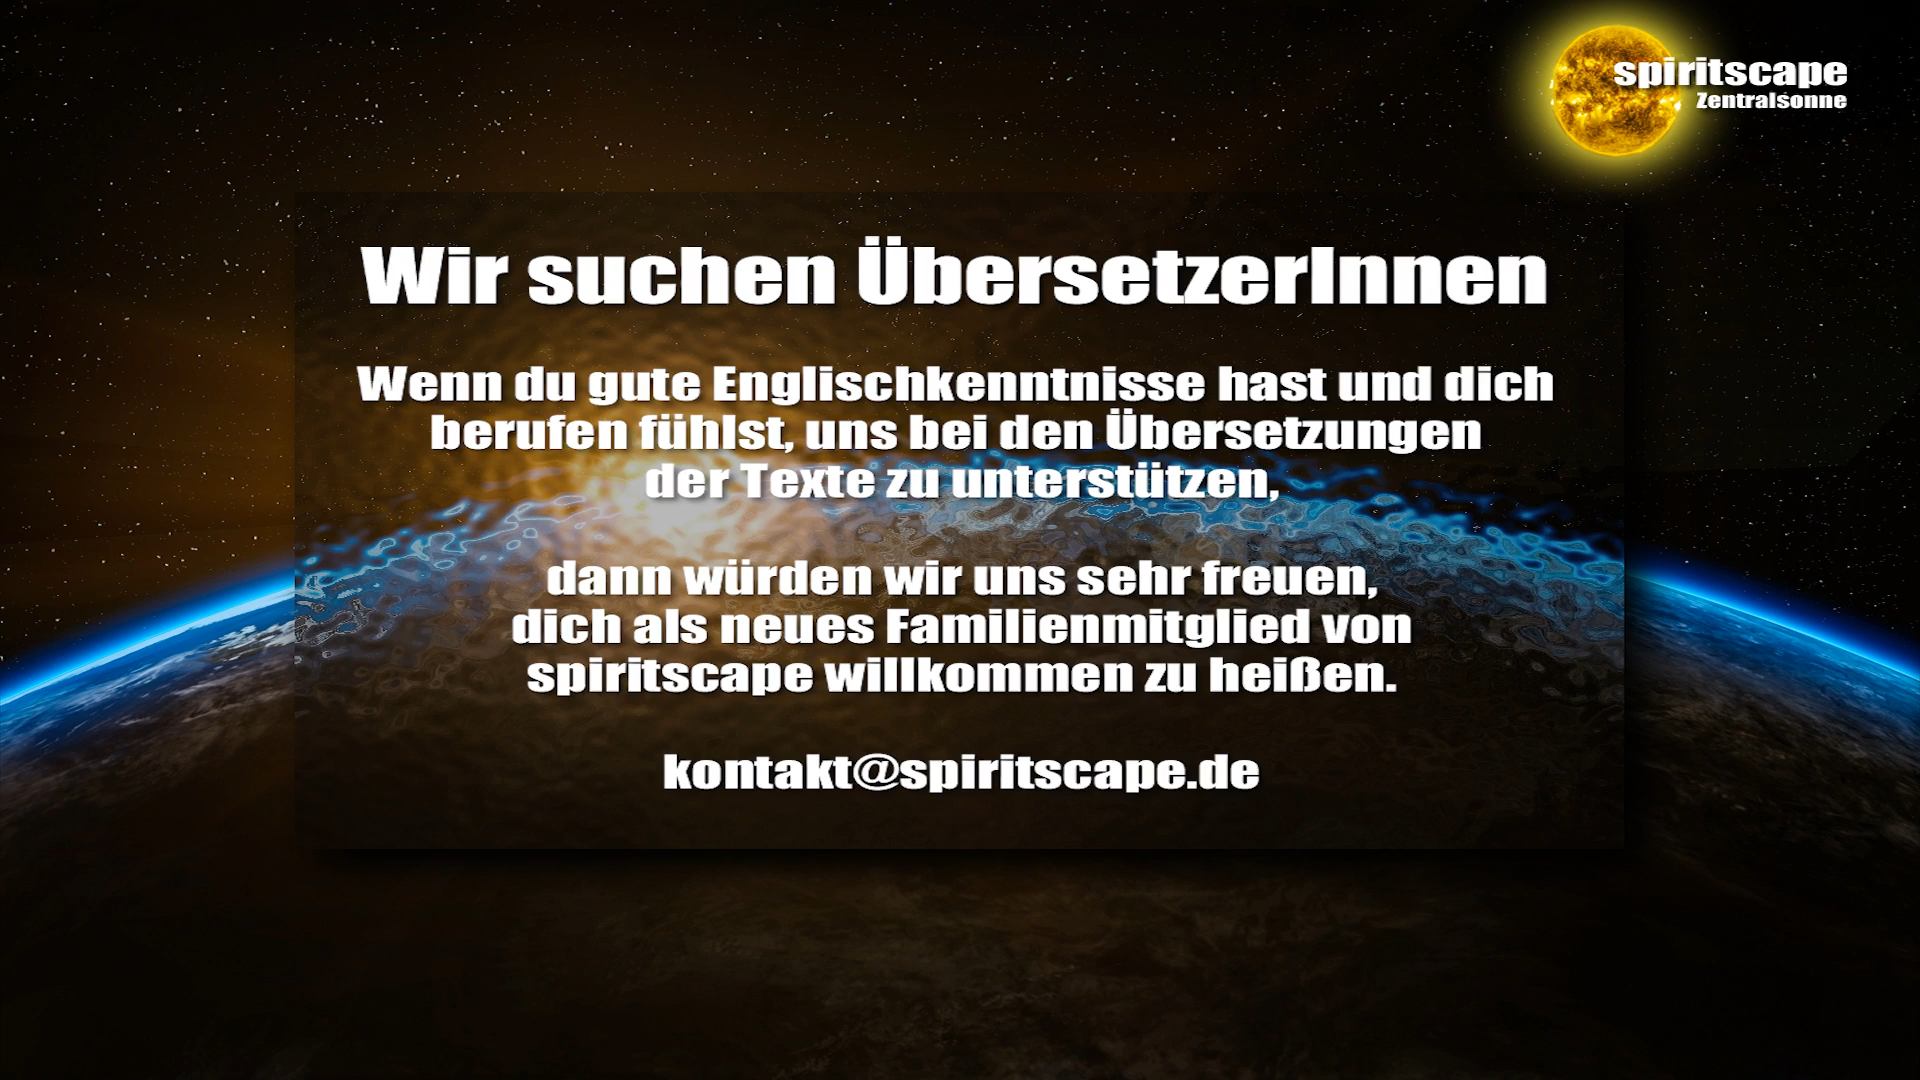 spiritscape
Zentralsonne
Wir suchen ÜbersetzerInnen
Wenn du gute Englischkenntnisse hast und dich
berufen fühlst, uns bei den Übersetzungen
der Texte zu unterstützen,
dann würden wir uns sehr freuen,
dich als neues Familienmitglied von
spiritscape willkommen zu heißen.
kontakt@spiritscape.de